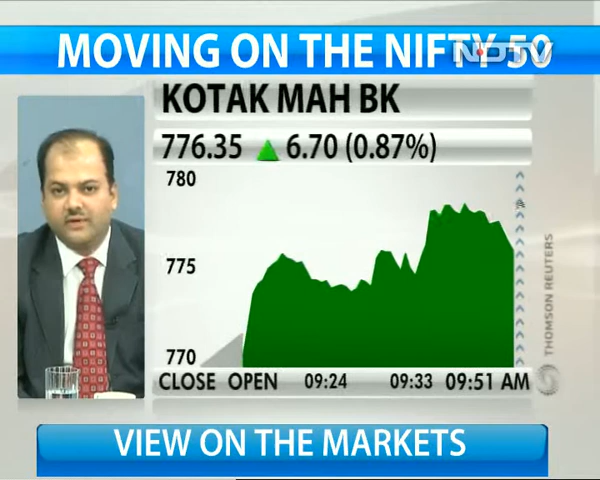 MOVING ON THE NIFTY 50
NDTV
KOTAK MAH BK
776.35 ▲ 6.70 (0.87%)
780
775
770
CLOSE OPEN 09:24 09:33 09:51 AM
THOMSON REUTERS
VIEW ON THE MARKETS